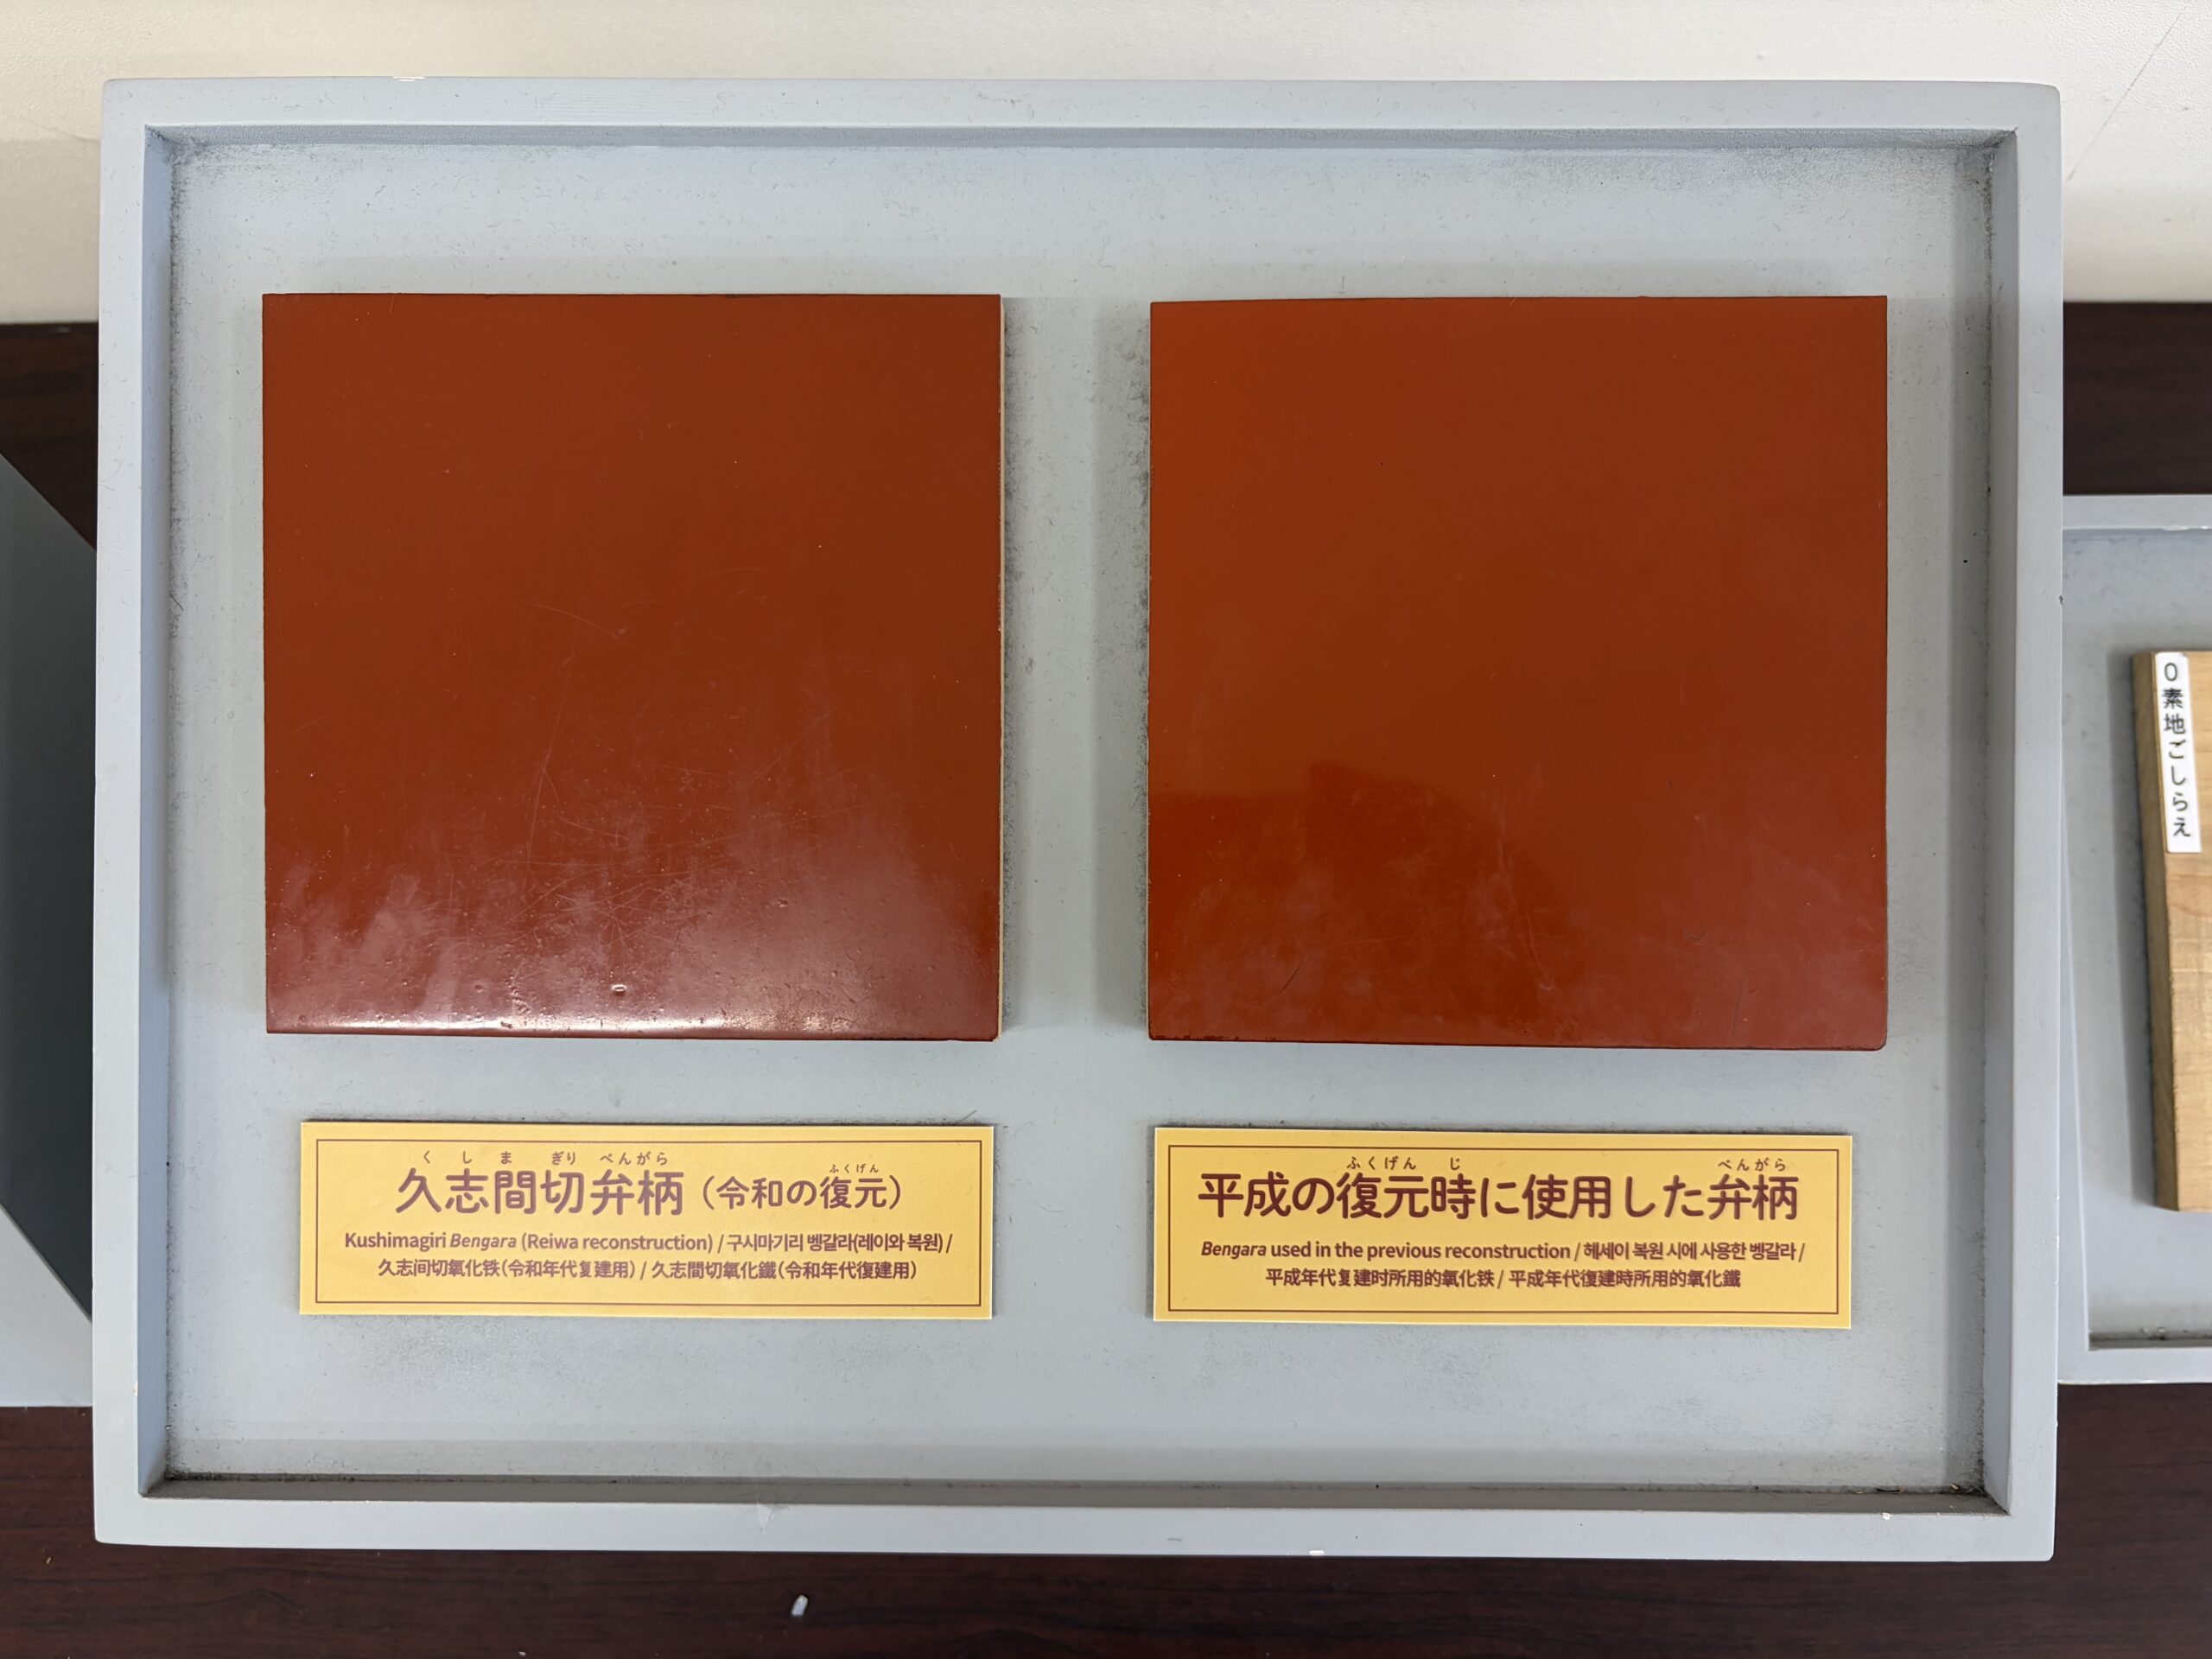 く し ま ぎり べんがら ふくげん
久志間切弁柄（令和の復元）
Kushimagiri Bengara (Reiwa reconstruction) / 구시마기리 벵갈라(레이와 복원) /
久志间切氧化铁（令和年代复建用）/ 久志間切氧化鐵（令和年代復建用）
ふくげん じ べんがら
平成の復元時に使用した弁柄
Bengara used in the previous reconstruction / 헤세이 복원 시에 사용한 벵갈라 /
平成年代复建时所用的氧化铁 / 平成年代復建時所用的氧化鐵
0素地ごしらえ